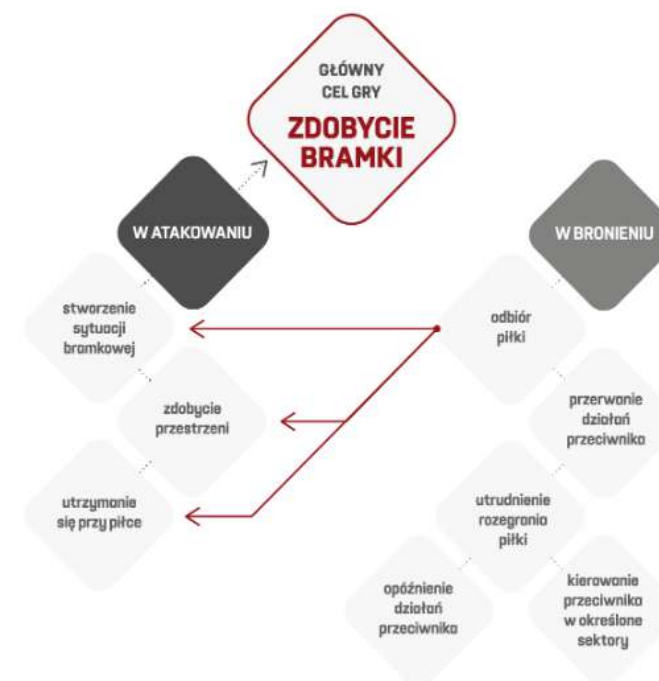 GŁÓWNY
CEL GRY
ZDOBYCIE
BRAMKI
W ATAKOWANIU
W BRONIENIU
stworzenie
sytuacji
bramkowej
odbiór
piłki
zdobycie
przestrzeni
przerwanie
działań
przeciwnika
utrzymanie
się przy piłce
utrudnienie
rozegrania
piłki
opóźnienie
działań
przeciwnika
kierowanie
przeciwnika
w określone
sektory